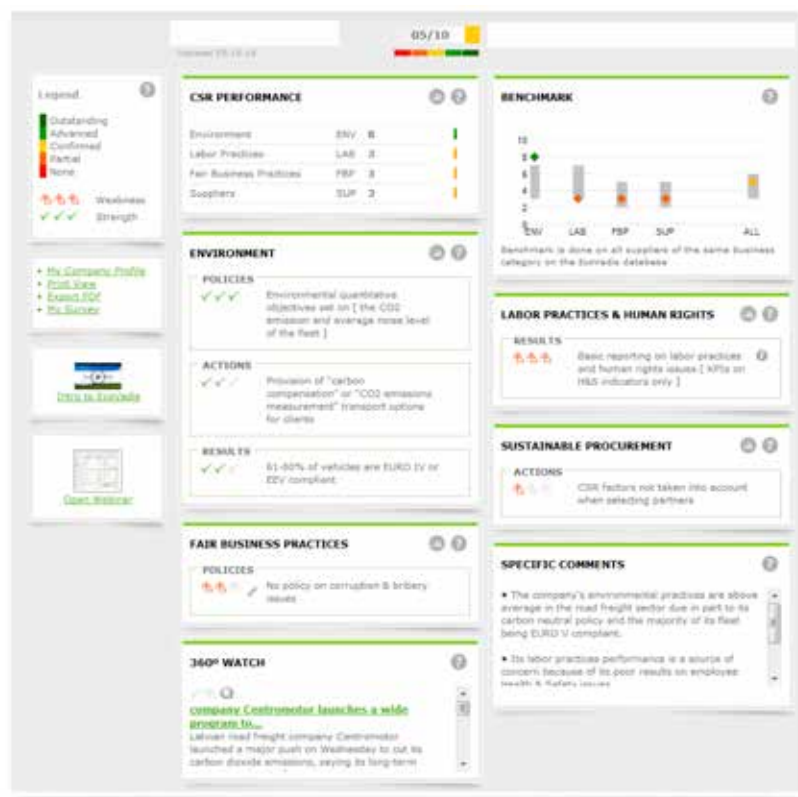 05/10
Legend
Outstanding
Advanced
Confirmed
Partial
None
Weakness
Strength
• My Company Profile
• Print View
• Export PDF
• My Survey
Intro to EcoVadis
Open Webinar
CSR PERFORMANCE
Environment ENV
Labor Practices LAB 3
Fair Business Practices FBP 3
Suppliers SUP 3
ENVIRONMENT
POLICIES
Environmental quantitative
objectives set on [ the CO2
emission and average noise level
of the fleet ]
ACTIONS
Provision of "carbon
compensation" or "CO2 emissions
measurement" transport options
for clients
RESULTS
61-80% of vehicles are EURO IV or
EEV compliant
FAIR BUSINESS PRACTICES
POLICIES
No policy on corruption & bribery
issues
360º WATCH
company Centromotor launches a wide
program to...
Latvian road freight company Centromotor
launched a major push on Wednesday to cut its
carbon dioxide emissions, saying its long-term
BENCHMARK
10
8
6
4
2
ENV LAB FBP SUP ALL
Benchmark is done on all suppliers of the same business
category on the EcoVadis database
LABOR PRACTICES & HUMAN RIGHTS
RESULTS
Basic reporting on labor practices
and human rights issues [ KPIs on
H&S indicators only ]
SUSTAINABLE PROCUREMENT
ACTIONS
CSR factors not taken into account
when selecting partners
SPECIFIC COMMENTS
• The company's environmental practices are above
average in the road freight sector due in part to its
carbon neutral policy and the majority of its fleet
being EURO V compliant.
• Its labor practices performance is a source of
concern because of its poor results on employee
Health & Safety issues